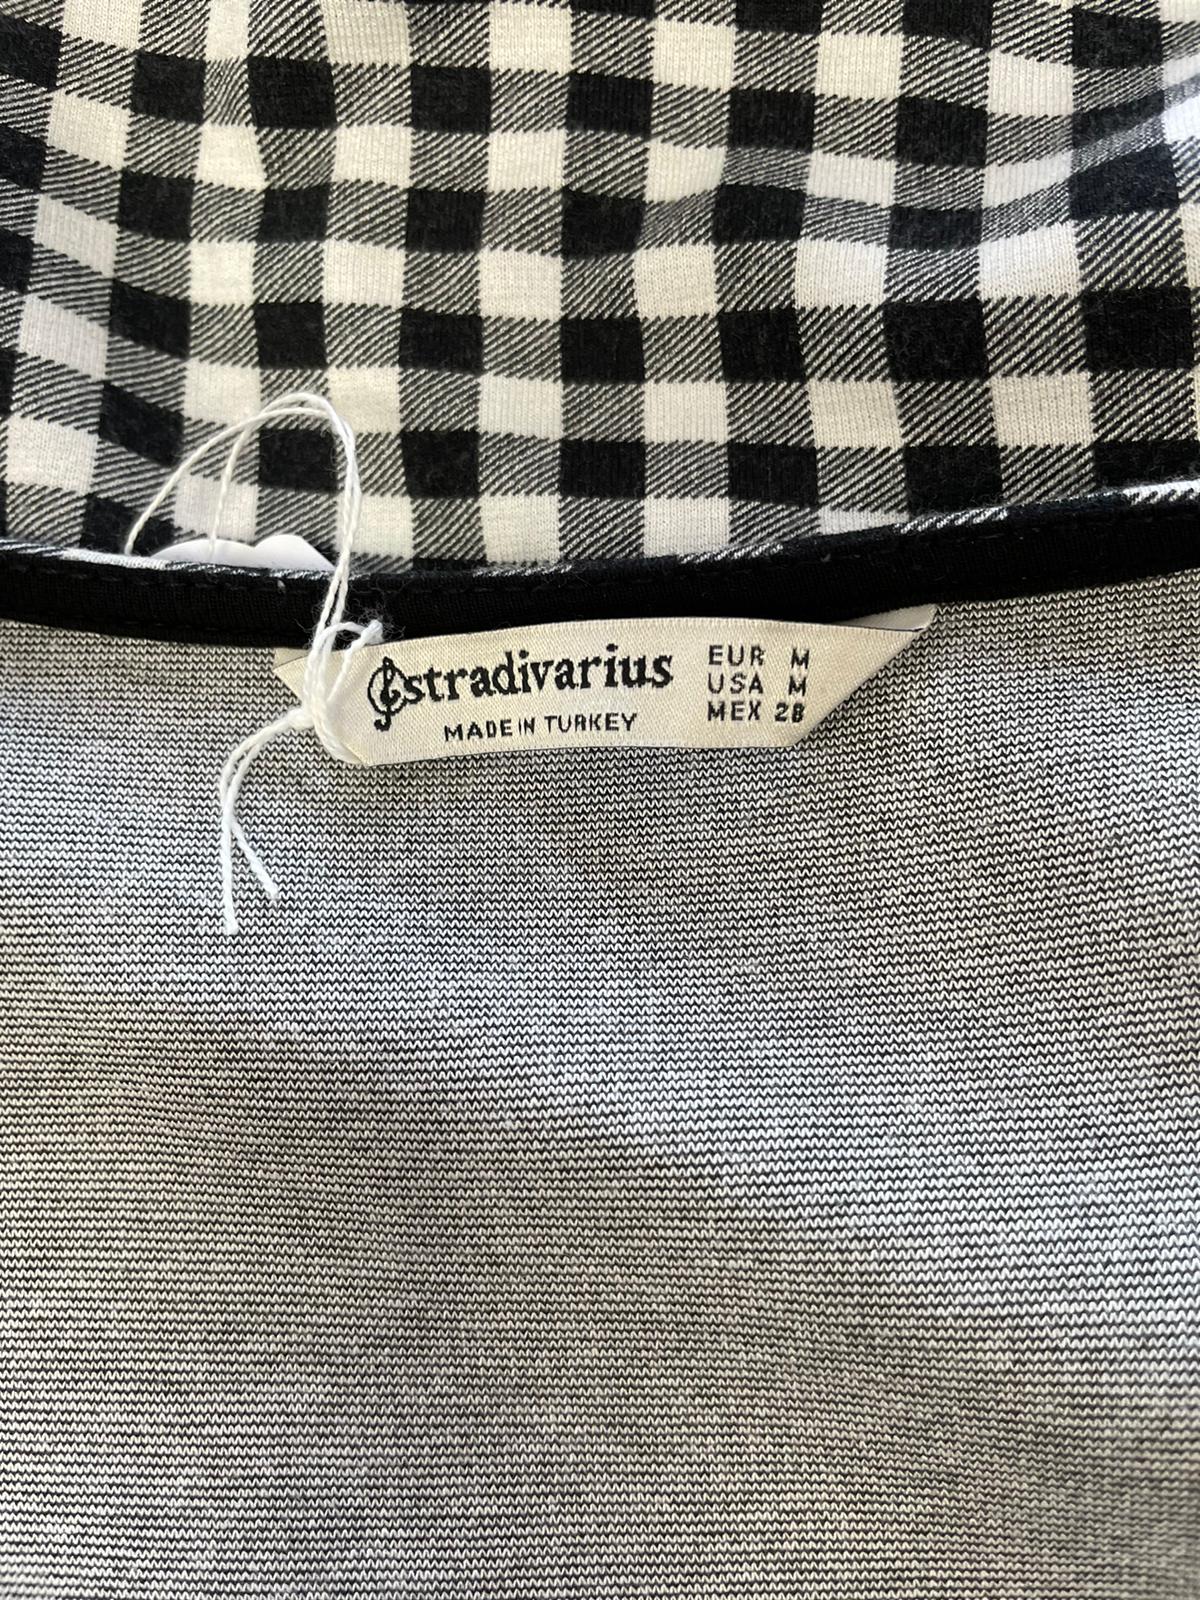 stradivarius
MADE IN TURKEY
EUR M
USA M
MEX 28